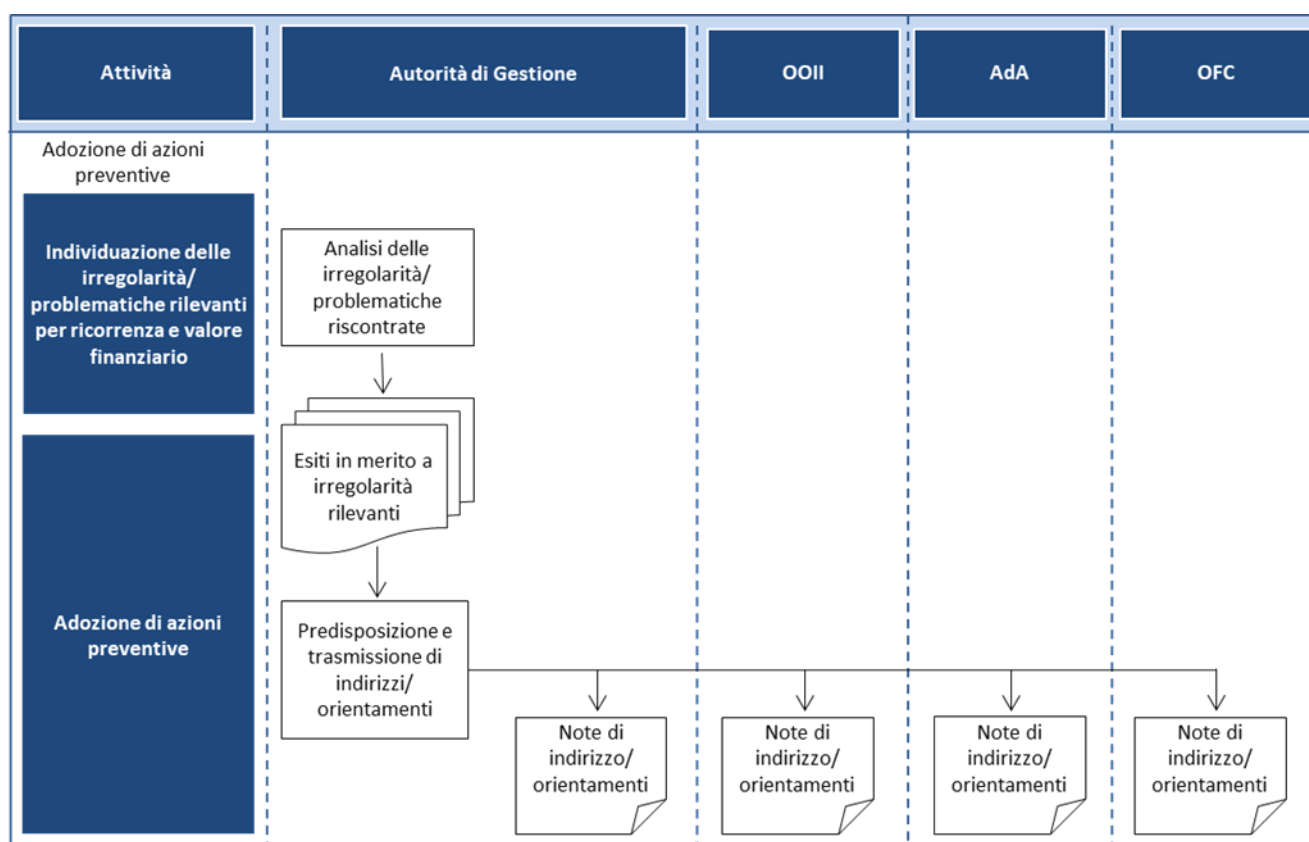 Attività
Autorità di Gestione
OOII
AdA
OFC
Adozione di azioni
preventive
Individuazione delle
irregolarità/
problematiche rilevanti
per ricorrenza e valore
finanziario
Analisi delle
irregolarità/
problematiche
riscontrate
Esiti in merito a
irregolarità
rilevanti
Adozione di azioni
preventive
Predisposizione e
trasmissione di
indirizzi/
orientamenti
Note di
indirizzo/
orientamenti
Note di
indirizzo/
orientamenti
Note di
indirizzo/
orientamenti
Note di
indirizzo/
orientamenti